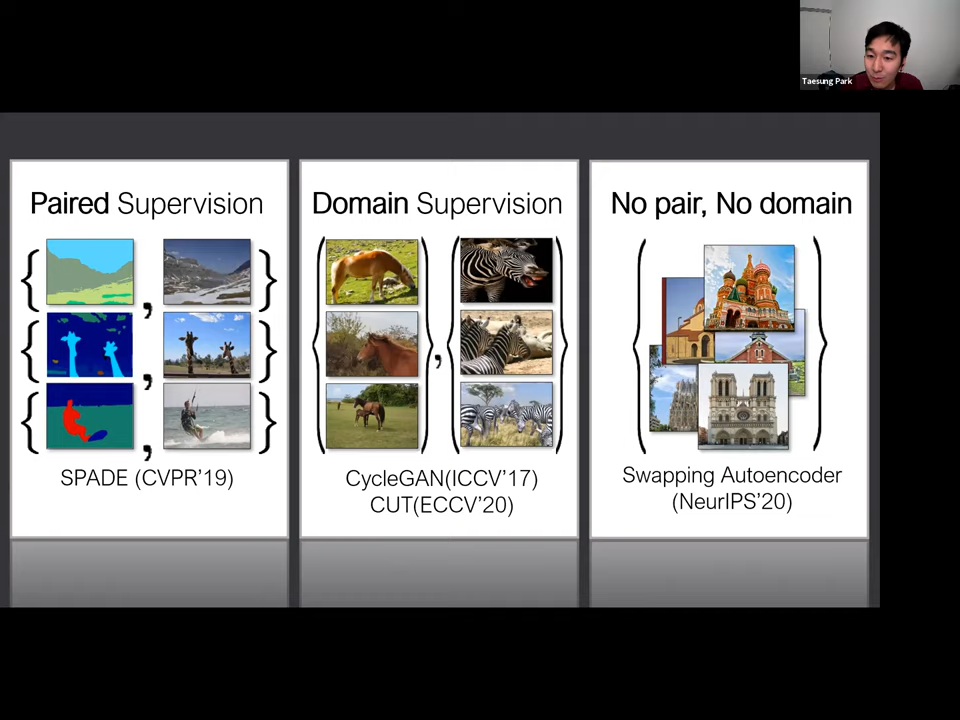 Taesung Park
Paired Supervision
{ , }
{ , }
{ , }
SPADE (CVPR'19)
Domain Supervision
( ) , ( )
CycleGAN(ICCV'17)
CUT(ECCV'20)
No pair, No domain
{ }
Swapping Autoencoder
(NeurIPS'20)